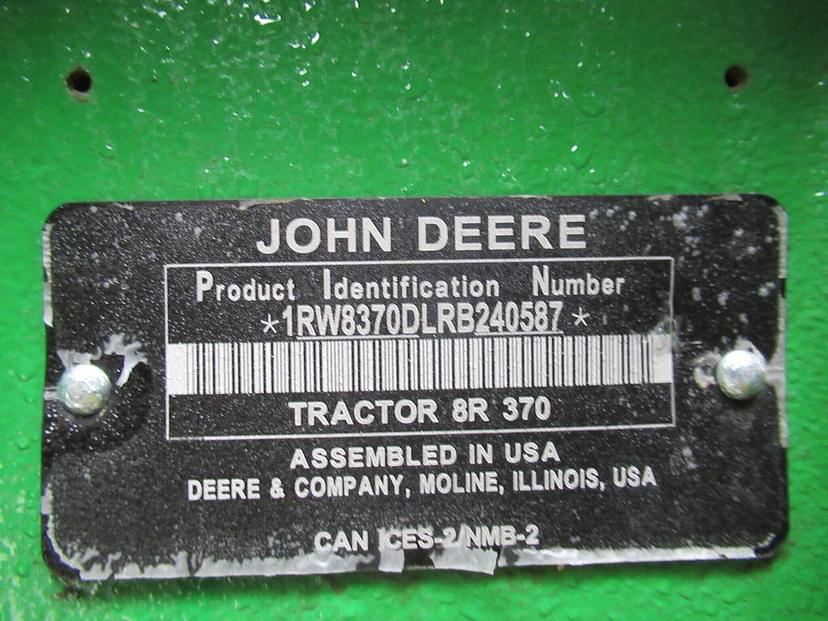 JOHN DEERE
Product Identification Number
*1RW8370DLRB240587*
TRACTOR 8R 370
ASSEMBLED IN USA
DEERE & COMPANY, MOLINE, ILLINOIS, USA
CAN ICES-2/NMB-2